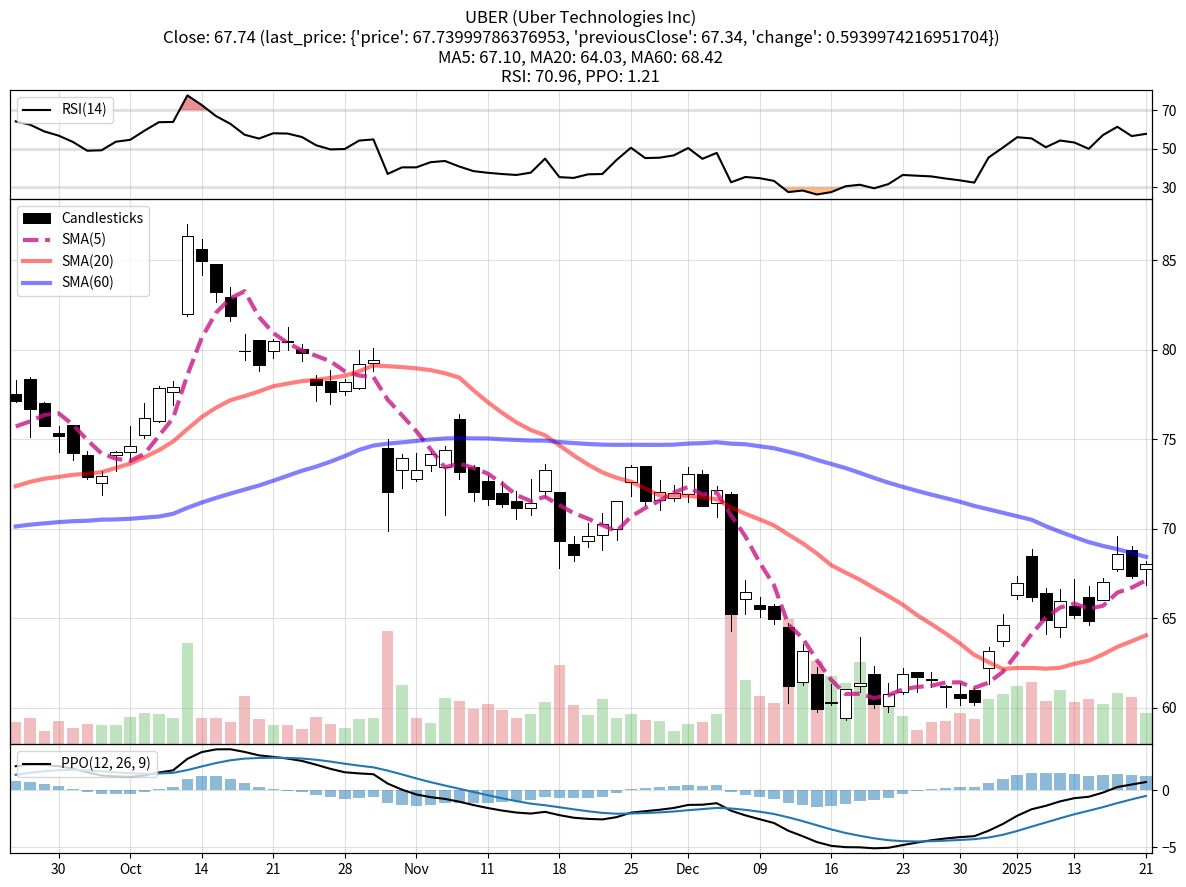 UBER (Uber Technologies Inc)
Close: 67.74 (last_price: {'price': 67.73999786376953, 'previousClose': 67.34, 'change': 0.5939974216951704})
MA5: 67.10, MA20: 64.03, MA60: 68.42
RSI: 70.96, PPO: 1.21
RSI(14)
70
50
30
Candlesticks
SMA(5)
SMA(20)
SMA(60)
85
80
75
70
65
60
PPO(12, 26, 9)
0
−5
30 Oct 14 21 28 Nov 11 18 25 Dec 09 16 23 30 2025 13 21